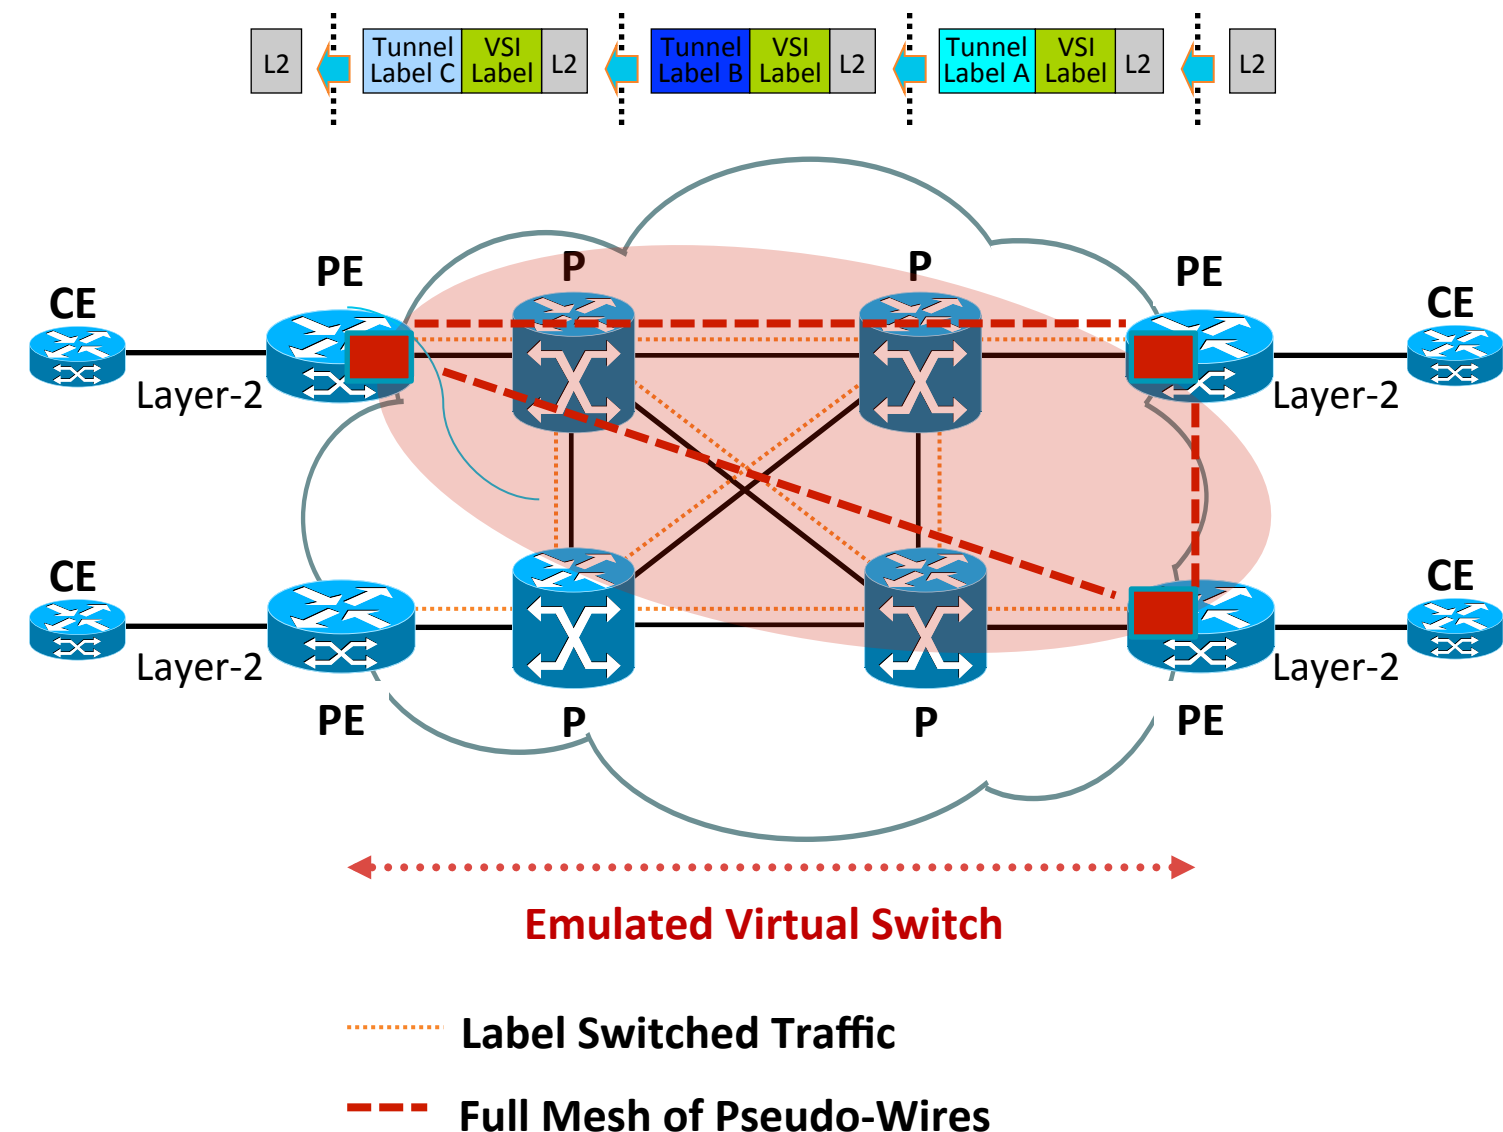 L2
Tunnel
Label C
VSI
Label
L2
Tunnel
Label B
VSI
Label
L2
Tunnel
Label A
VSI
Label
L2
L2
PE
P
P
PE
CE
CE
Layer-2
Layer-2
CE
CE
Layer-2
Layer-2
PE
P
P
PE
Emulated Virtual Switch
Label Switched Traffic
Full Mesh of Pseudo-Wires